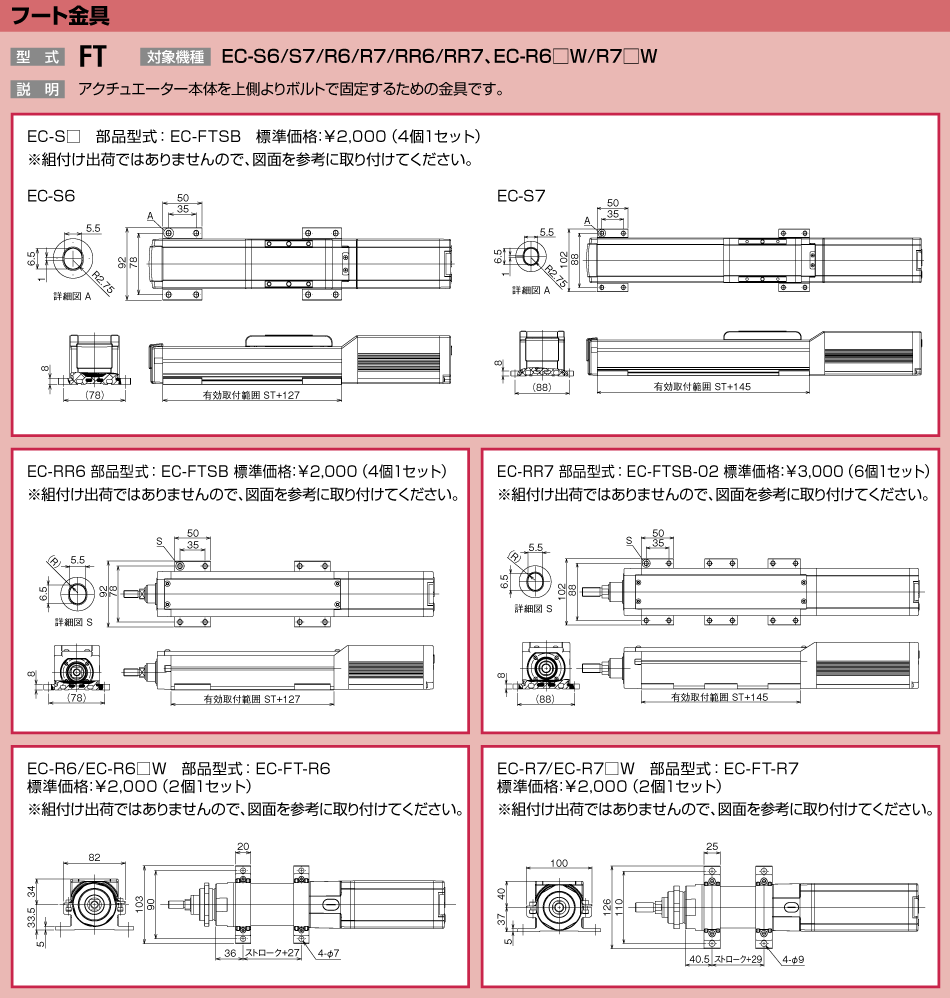 フート金具
型 式 FT 対象機種 EC-S6/S7/R6/R7/RR6/RR7、EC-R6□W/R7□W
説 明 アクチュエーター本体を上側よりボルトで固定するための金具です。
EC-S□ 部品型式：EC-FTSB 標準価格：¥2,000（4個1セット）
※組付け出荷ではありませんので、図面を参考に取り付けてください。
EC-S6
50
35
A
5.5
6.5
1
R2.75
詳細図 A
92
78
8
（78）
有効取付範囲 ST+127
EC-S7
50
35
A
5.5
6.5
1
R2.75
詳細図 A
102
88
8
（88）
有効取付範囲 ST+145
EC-RR6 部品型式：EC-FTSB 標準価格：¥2,000（4個1セット）
※組付け出荷ではありませんので、図面を参考に取り付けてください。
50
35
S
(R)
5.5
6.5
詳細図 S
92
78
8
（78）
有効取付範囲 ST+127
EC-RR7 部品型式：EC-FTSB-02 標準価格：¥3,000（6個1セット）
※組付け出荷ではありませんので、図面を参考に取り付けてください。
50
35
S
(R)
5.5
6.5
詳細図 S
102
88
8
（88）
有効取付範囲 ST+145
EC-R6/EC-R6□W 部品型式：EC-FT-R6
標準価格：¥2,000（2個1セット）
※組付け出荷ではありませんので、図面を参考に取り付けてください。
82
34
33.5
5
20
103
90
36
ストローク+27
4-φ7
EC-R7/EC-R7□W 部品型式：EC-FT-R7
標準価格：¥2,000（2個1セット）
※組付け出荷ではありませんので、図面を参考に取り付けてください。
100
40
37
5
25
126
110
40.5
ストローク+29
4-φ9